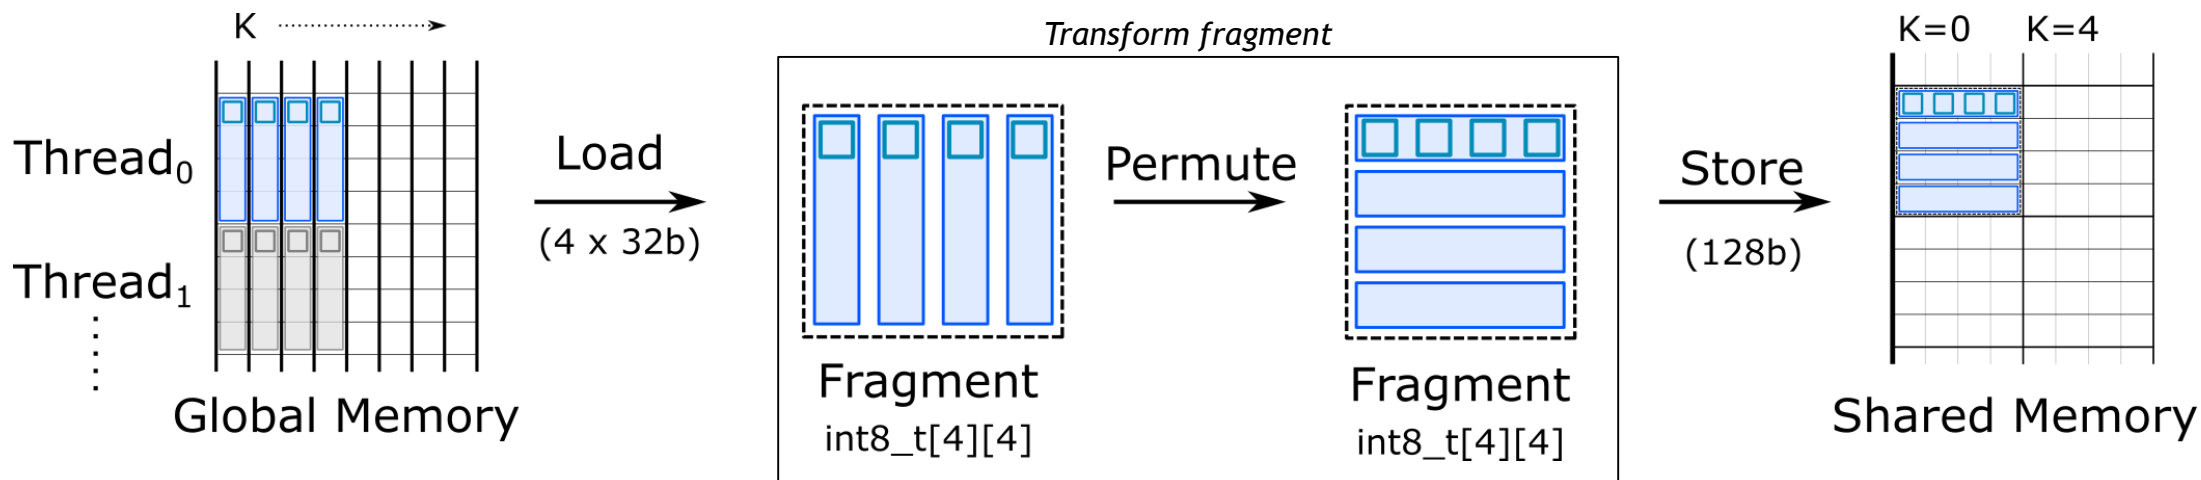 K
Thread0
Thread1
Global Memory
Load
(4 x 32b)
Transform fragment
Fragment
int8_t[4][4]
Permute
Fragment
int8_t[4][4]
Store
(128b)
K=0 K=4
Shared Memory